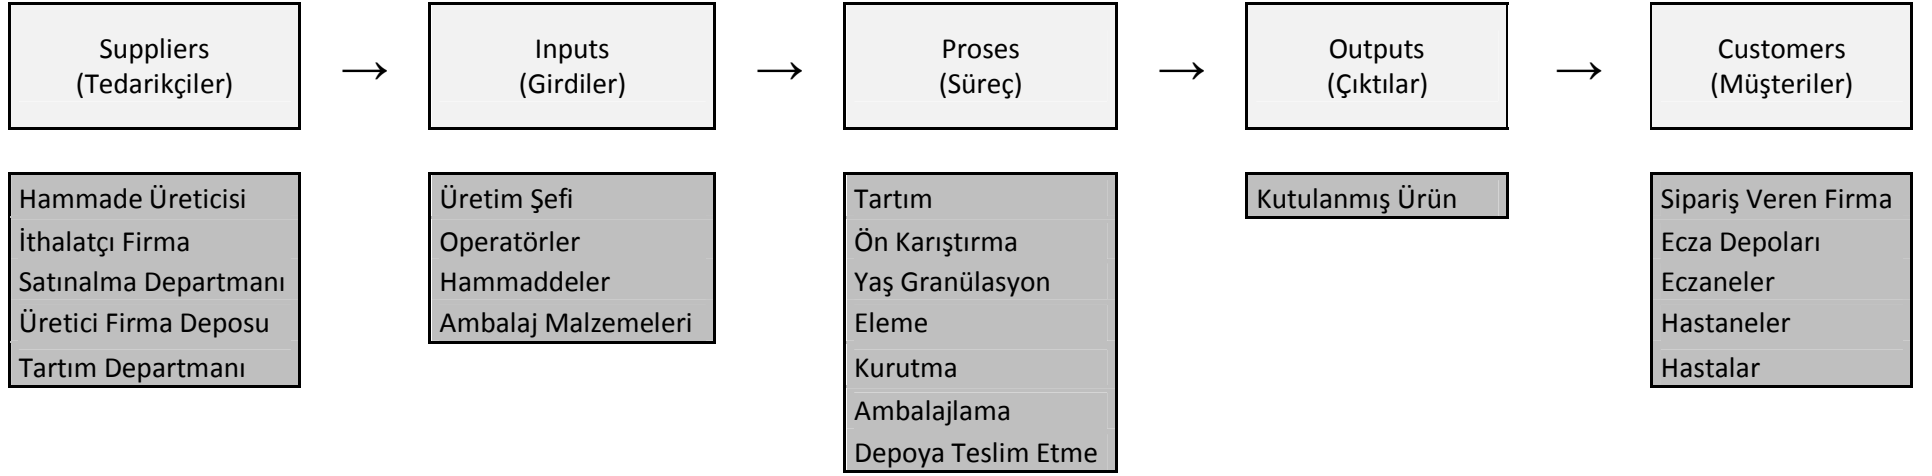 Suppliers
(Tedarikçiler)
→
Inputs
(Girdiler)
→
Proses
(Süreç)
→
Outputs
(Çıktılar)
→
Customers
(Müşteriler)
Hammade Üreticisi
İthalatçı Firma
Satınalma Departmanı
Üretici Firma Deposu
Tartım Departmanı
Üretim Şefi
Operatörler
Hammaddeler
Ambalaj Malzemeleri
Tartım
Ön Karıştırma
Yaş Granülasyon
Eleme
Kurutma
Ambalajlama
Depoya Teslim Etme
Kutulanmış Ürün
Sipariş Veren Firma
Ecza Depoları
Eczaneler
Hastaneler
Hastalar